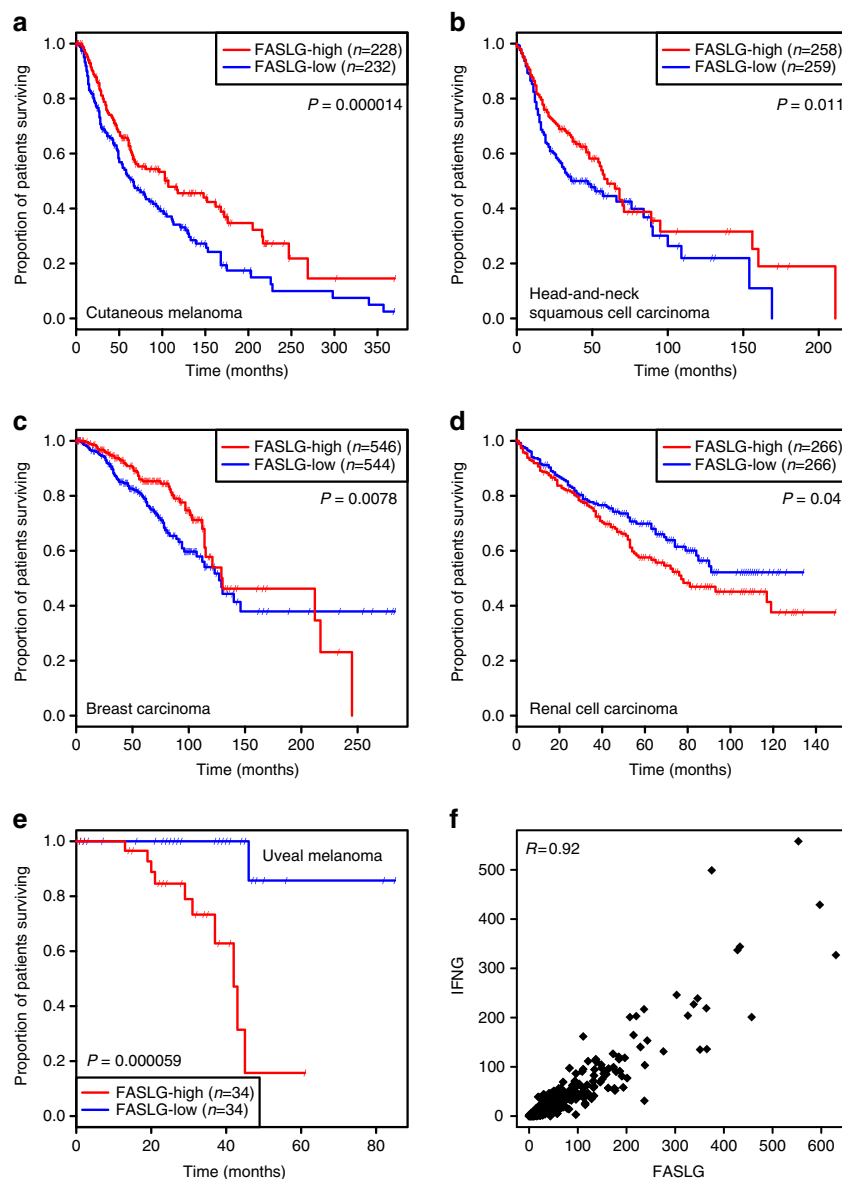 a
FASLG-high (n=228)
FASLG-low (n=232)
P = 0.000014
1.0
0.8
0.6
0.4
0.2
0.0
Proportion of patients surviving
Cutaneous melanoma
0 50 100 150 200 250 300 350
Time (months)
b
FASLG-high (n=258)
FASLG-low (n=259)
P = 0.011
1.0
0.8
0.6
0.4
0.2
0.0
Proportion of patients surviving
Head-and-neck
squamous cell carcinoma
0 50 100 150 200
Time (months)
c
FASLG-high (n=546)
FASLG-low (n=544)
P = 0.0078
1.0
0.8
0.6
0.4
0.2
0.0
Proportion of patients surviving
Breast carcinoma
0 50 100 150 200 250
Time (months)
d
FASLG-high (n=266)
FASLG-low (n=266)
P = 0.04
1.0
0.8
0.6
0.4
0.2
0.0
Proportion of patients surviving
Renal cell carcinoma
0 20 40 60 80 100 120 140
Time (months)
e
Uveal melanoma
1.0
0.8
0.6
0.4
0.2
0.0
Proportion of patients surviving
P = 0.000059
FASLG-high (n=34)
FASLG-low (n=34)
0 20 40 60 80
Time (months)
f
R=0.92
500
400
300
200
100
0
IFNG
0 100 200 300 400 500 600
FASLG